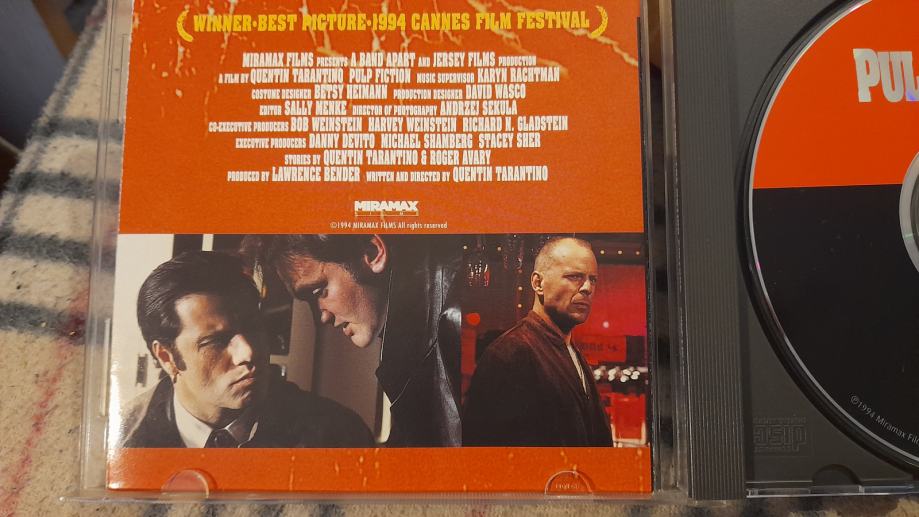 WINNER·BEST PICTURE·1994 CANNES FILM FESTIVAL
MIRAMAX FILMS PRESENTS A BAND APART AND JERSEY FILMS PRODUCTION
A FILM BY QUENTIN TARANTINO PULP FICTION MUSIC SUPERVISOR KARYN RACHTMAN
COSTUME DESIGNER BETSY HEIMANN PRODUCTION DESIGNER DAVID WASCO
EDITOR SALLY MENKE DIRECTOR OF PHOTOGRAPHY ANDRZEJ SEKULA
CO-EXECUTIVE PRODUCERS BOB WEINSTEIN HARVEY WEINSTEIN RICHARD N. GLADSTEIN
EXECUTIVE PRODUCERS DANNY DEVITO MICHAEL SHAMBERG STACEY SHER
STORIES BY QUENTIN TARANTINO & ROGER AVARY
PRODUCED BY LAWRENCE BENDER WRITTEN AND DIRECTED BY QUENTIN TARANTINO
MIRAMAX
©1994 MIRAMAX FILMS All rights reserved
PUL
℗1994 Miramax Fil